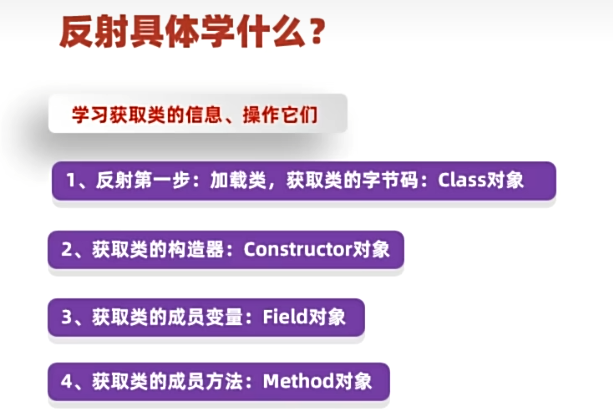 反射具体学什么？
学习获取类的信息、操作它们
1、反射第一步：加载类，获取类的字节码：Class对象
2、获取类的构造器：Constructor对象
3、获取类的成员变量：Field对象
4、获取类的成员方法：Method对象